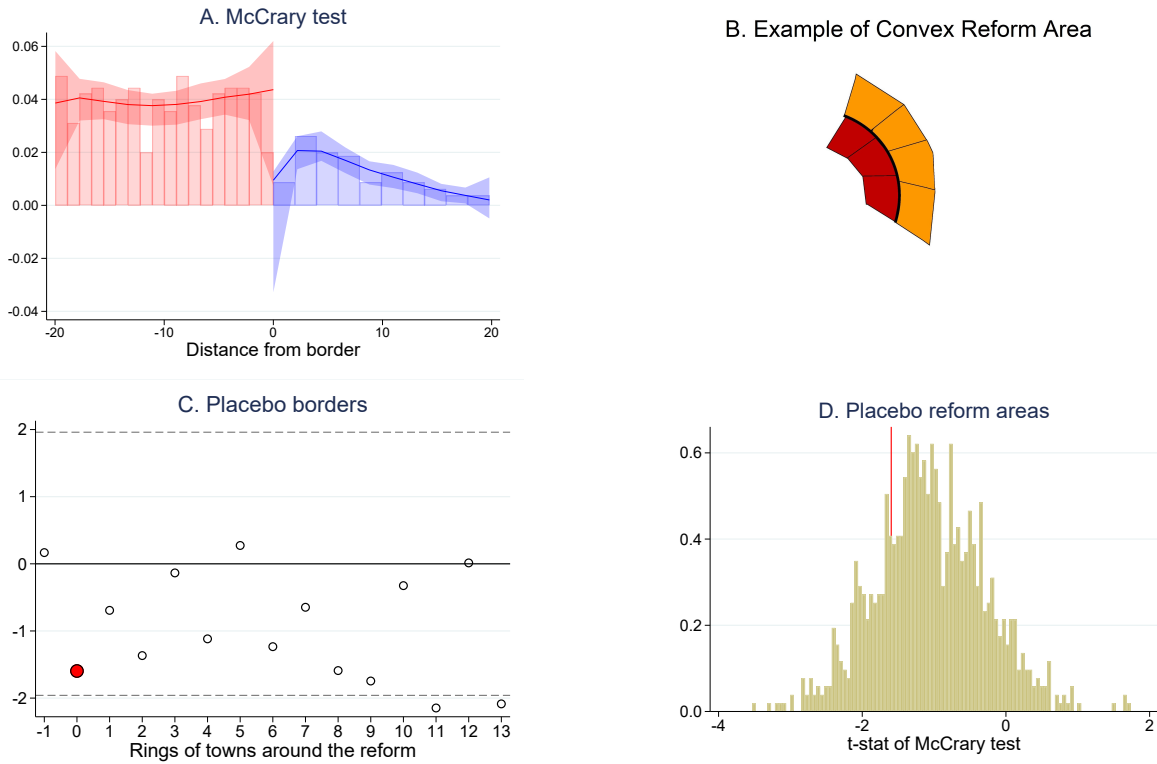 A. McCrary test
0.06
0.04
0.02
0.00
-0.02
-0.04
-20 -10 0 10 20
Distance from border
B. Example of Convex Reform Area
C. Placebo borders
2
1
0
-1
-2
-1 0 1 2 3 4 5 6 7 8 9 10 11 12 13
Rings of towns around the reform
D. Placebo reform areas
0.6
0.4
0.2
0.0
-4 -2 0 2
t-stat of McCrary test